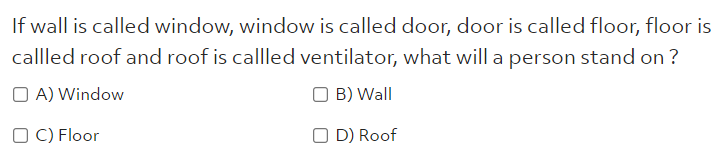 If wall is called window, window is called door, door is called floor, floor is
callled roof and roof is callled ventilator, what will a person stand on ?
A) Window B) Wall
C) Floor D) Roof